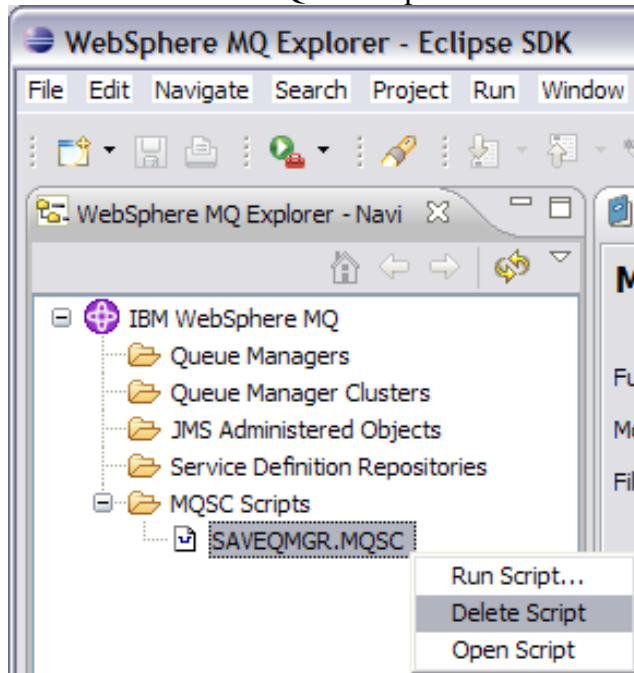 WebSphere MQ Explorer - Eclipse SDK
File Edit Navigate Search Project Run Window
WebSphere MQ Explorer - Navi
IBM WebSphere MQ
Queue Managers
Queue Manager Clusters
JMS Administered Objects
Service Definition Repositories
MQSC Scripts
SAVEQMGR.MQSC
Run Script...
Delete Script
Open Script